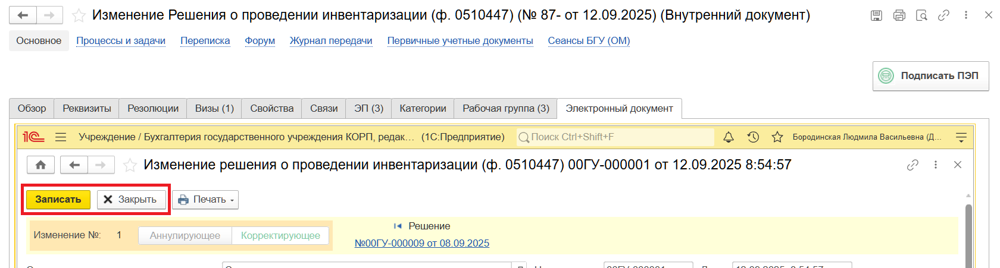 Изменение Решения о проведении инвентаризации (ф. 0510447) (№ 87- от 12.09.2025) (Внутренний документ)
Основное Процессы и задачи Переписка Форум Журнал передачи Первичные учетные документы Сеансы БГУ (ОМ)
Подписать ПЭП
Обзор Реквизиты Резолюции Визы (1) Свойства Связи ЭП (3) Категории Рабочая группа (3) Электронный документ
1С Учреждение / Бухгалтерия государственного учреждения КОРП, редак... (1С:Предприятие) Поиск Ctrl+Shift+F Бородинская Людмила Васильевна (Д...
Изменение решения о проведении инвентаризации (ф. 0510447) 00ГУ-000001 от 12.09.2025 8:54:57
Записать Закрыть Печать
Решение
Изменение №: 1 Аннулирующее Корректирующее
№00ГУ-000009 от 08.09.2025